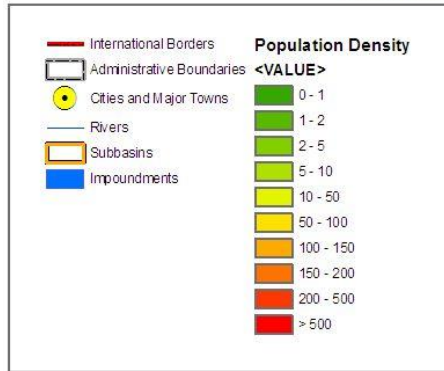 International Borders
Administrative Boundaries
Cities and Major Towns
Rivers
Subbasins
Impoundments
Population Density
<VALUE>
0 - 1
1 - 2
2 - 5
5 - 10
10 - 50
50 - 100
100 - 150
150 - 200
200 - 500
> 500